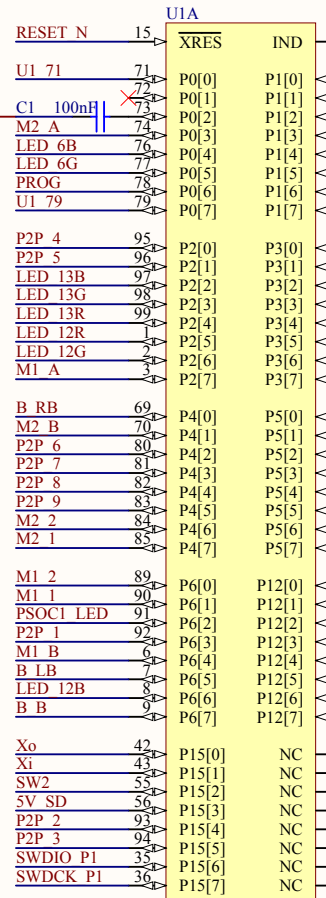 U1A
RESET_N 15 XRES IND
U1_71 71 P0[0] P1[0]
72 P0[1] P1[1]
C1 100nF 73 P0[2] P1[2]
M2_A 74 P0[3] P1[3]
LED_6B 76 P0[4] P1[4]
LED_6G 77 P0[5] P1[5]
PROG 78 P0[6] P1[6]
U1_79 79 P0[7] P1[7]
P2P_4 95 P2[0] P3[0]
P2P_5 96 P2[1] P3[1]
LED_13B 97 P2[2] P3[2]
LED_13G 98 P2[3] P3[3]
LED_13R 99 P2[4] P3[4]
LED_12R 1 P2[5] P3[5]
LED_12G 2 P2[6] P3[6]
M1_A 3 P2[7] P3[7]
B_RB 69 P4[0] P5[0]
M2_B 70 P4[1] P5[1]
P2P_6 80 P4[2] P5[2]
P2P_7 81 P4[3] P5[3]
P2P_8 82 P4[4] P5[4]
P2P_9 83 P4[5] P5[5]
M2_2 84 P4[6] P5[6]
M2_1 85 P4[7] P5[7]
M1_2 89 P6[0] P12[0]
M1_1 90 P6[1] P12[1]
PSOC1_LED 91 P6[2] P12[2]
P2P_1 92 P6[3] P12[3]
M1_B 6 P6[4] P12[4]
B_LB 7 P6[5] P12[5]
LED_12B 8 P6[6] P12[6]
B_B 9 P6[7] P12[7]
Xo 42 P15[0] NC
Xi 43 P15[1] NC
SW2 55 P15[2] NC
5V_SD 56 P15[3] NC
P2P_2 93 P15[4] NC
P2P_3 94 P15[5] NC
SWDIO_P1 35 P15[6] NC
SWDCK_P1 36 P15[7] NC